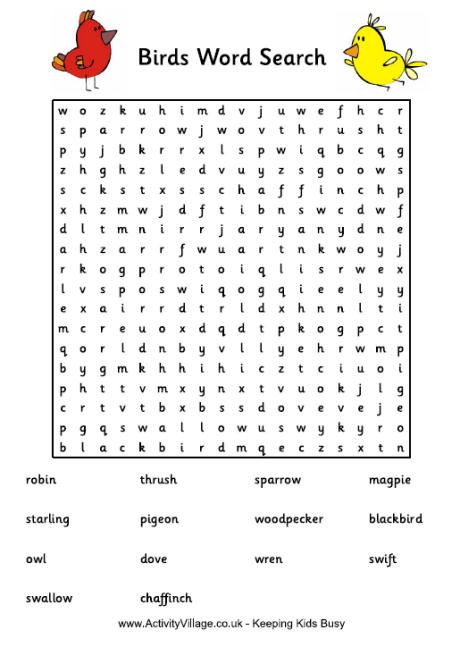 Birds Word Search
w o z k u h i m d v j u w e f h c r
s p a r r o w j w o v t h r u s h t
p y j b k r r x l s p w i q b c q g
z h g h z l e d v u y z s g o o w s
s c k s t x s s c h a f f i n c h p
x h z m w j d f t i b n s w c d w f
d l t m n i r r j a r y a n y d n e
a h z a r r f w u a r t n k w o y j
r k o g p r o t o i q l i s r w e x
l v s p o s w i q o g q i e e l y y
e x a i r r d t r l d x h n n l t i
m c r e u o x d q d t p k o g p c t
q o r l d n b y v l l y e h r w m p
b y g m k h h i h i c z t c i u o i
p h t t v m x y n x t v u o k j l g
c r t v t b x b s s d o v e v e j e
p g q s w a l l o w u s w y k y r o
b l a c k b i r d m q e c z s x t n
robin thrush sparrow magpie
starling pigeon woodpecker blackbird
owl dove wren swift
swallow chaffinch
www.ActivityVillage.co.uk - Keeping Kids Busy